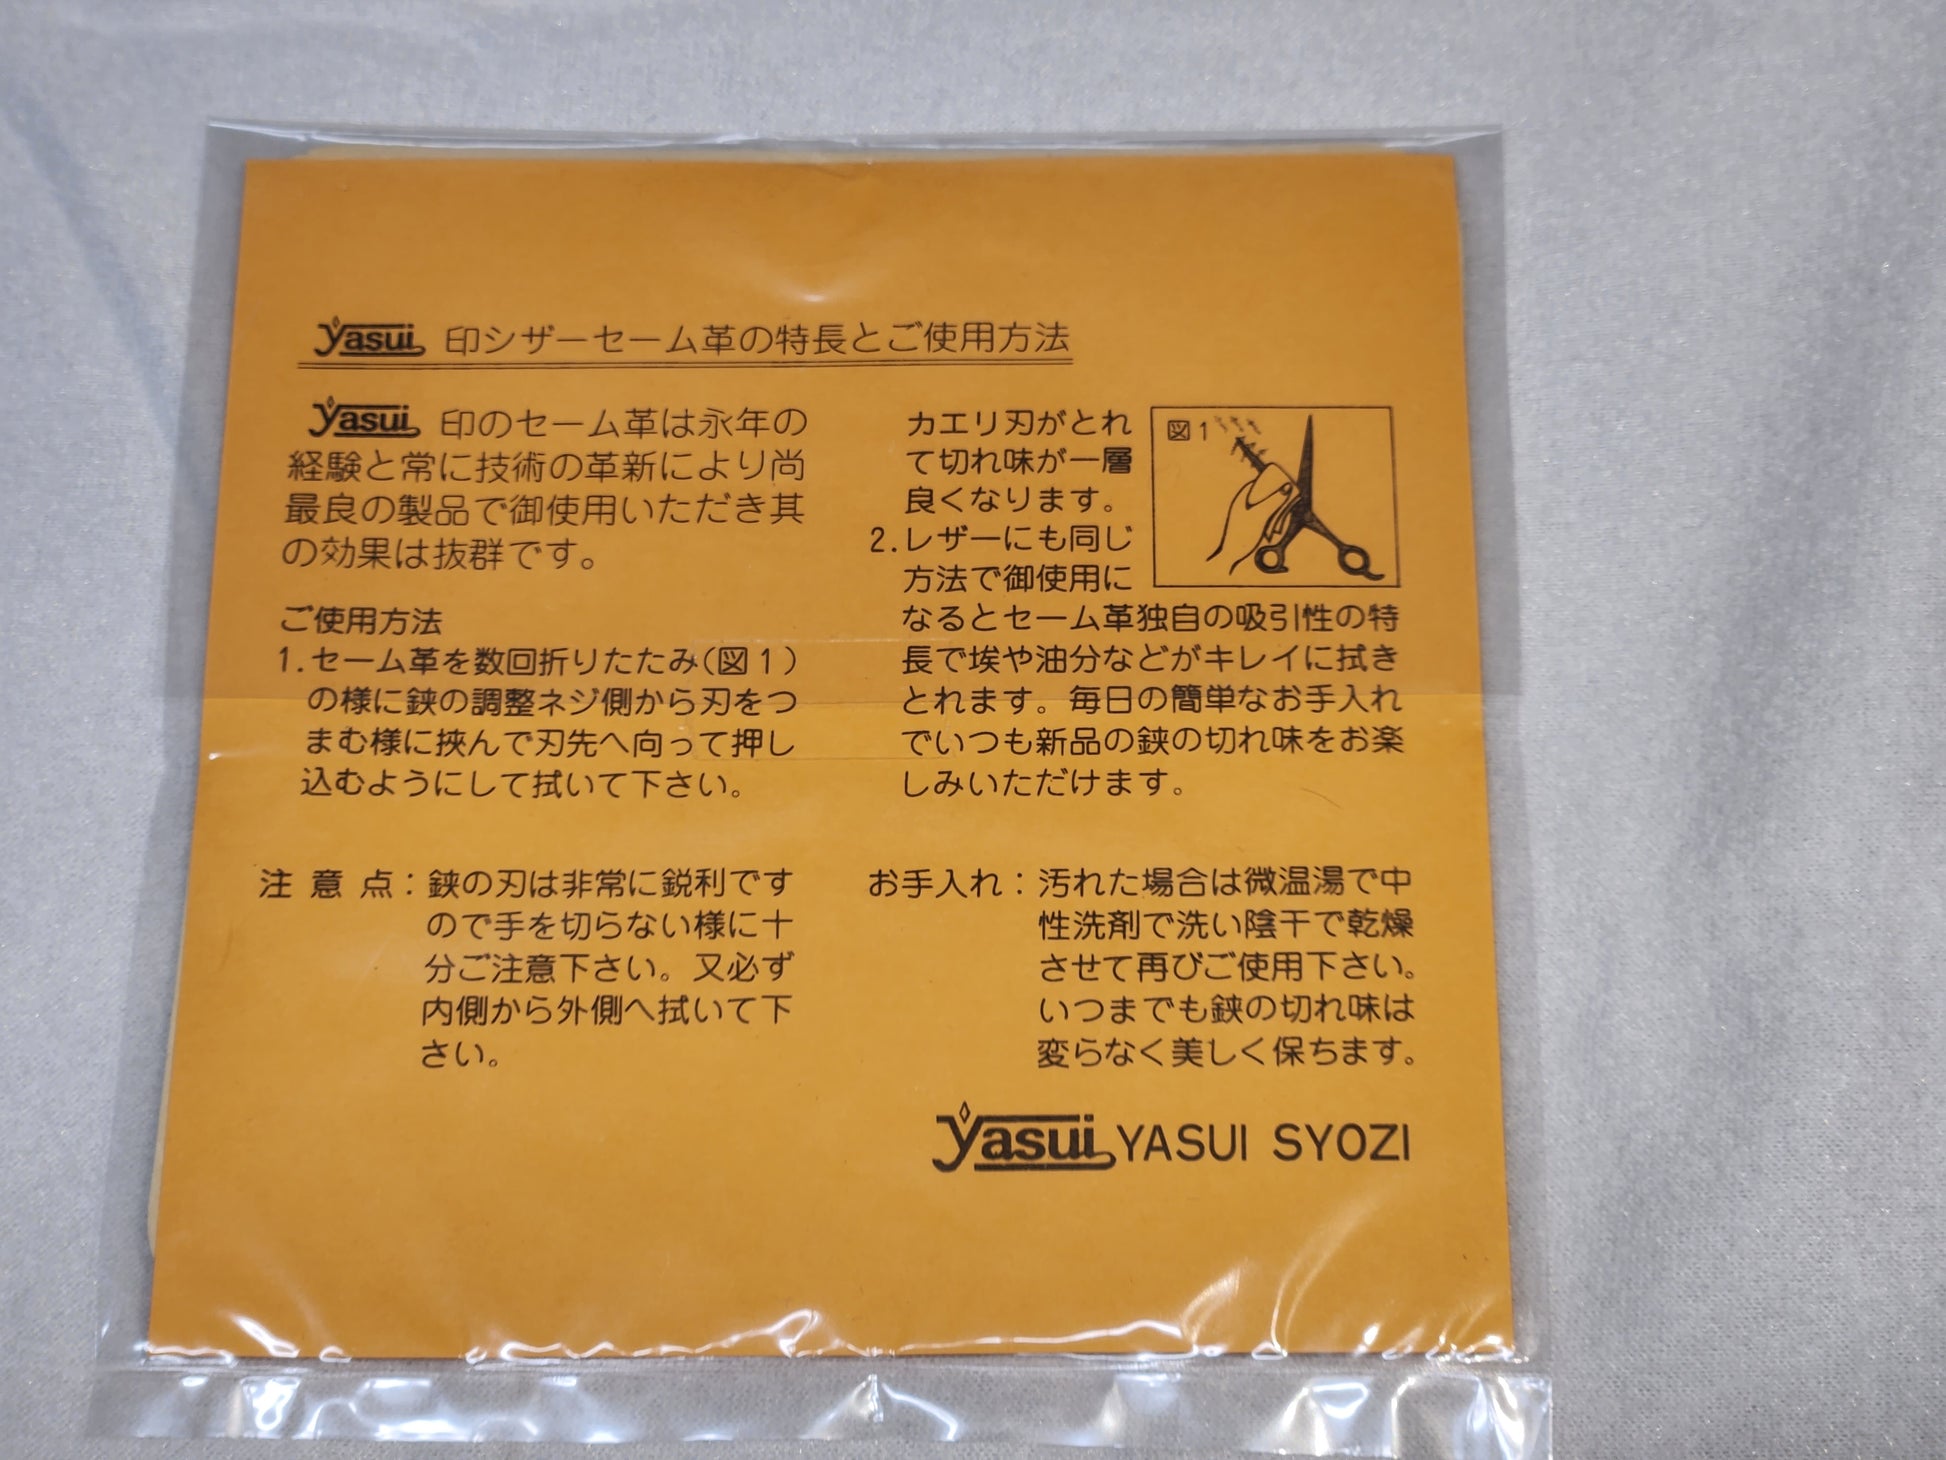 Yasui 印シザーセーム革の特長とご使用方法
Yasui 印のセーム革は永年の
経験と常に技術の革新により尚
最良の製品で御使用いただき其
の効果は抜群です。
ご使用方法
1.セーム革を数回折りたたみ(図1)
の様に鋏の調整ネジ側から刃をつ
まむ様に挾んで刃先へ向って押し
込むようにして拭いて下さい。
カエリ刃がとれ
て切れ味が一層
良くなります。
2.レザーにも同じ
方法で御使用に
なるとセーム革独自の吸引性の特
長で埃や油分などがキレイに拭き
とれます。毎日の簡単なお手入れ
でいつも新品の鋏の切れ味をお楽
しみいただけます。
図1
注意点：鋏の刃は非常に鋭利です
ので手を切らない様に十
分ご注意下さい。又必ず
内側から外側へ拭いて下
さい。
お手入れ：汚れた場合は微温湯で中
性洗剤で洗い陰干で乾燥
させて再びご使用下さい。
いつまでも鋏の切れ味は
変らなく美しく保ちます。
Yasui YASUI SYOZI